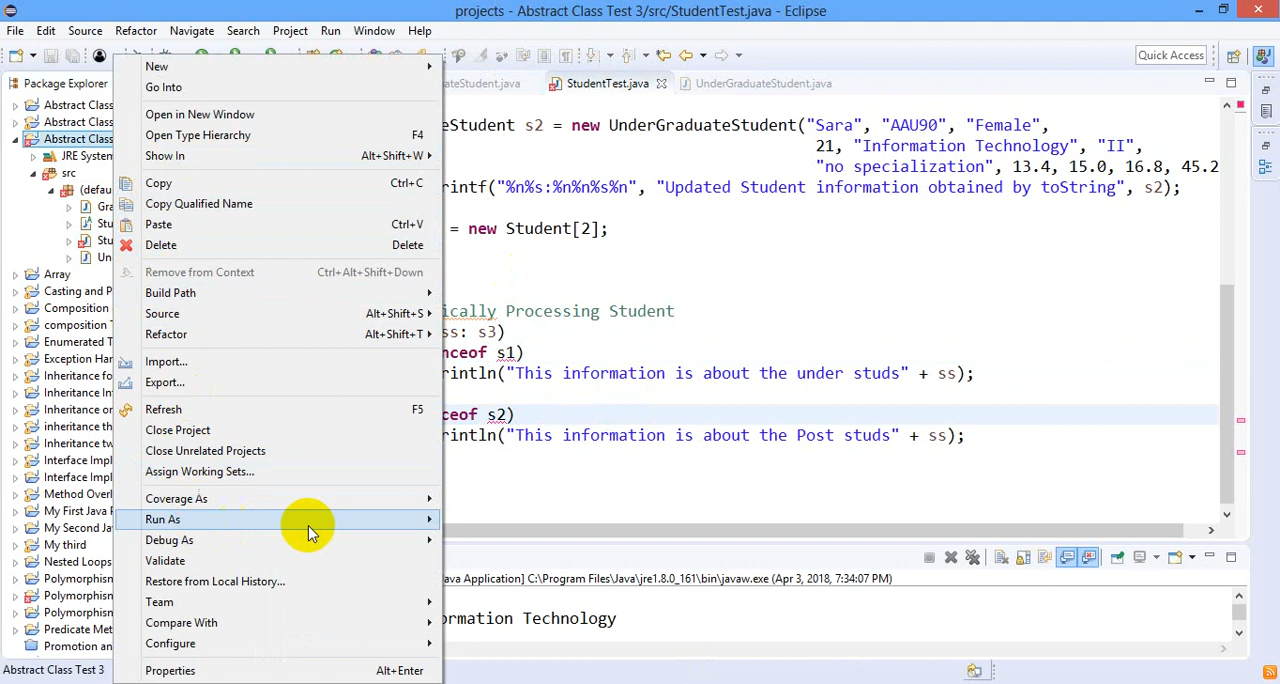 projects - Abstract Class Test 3/src/StudentTest.java - Eclipse
File Edit Source Refactor Navigate Search Project Run Window Help
Quick Access
Package Explorer
ateStudent.java StudentTest.java UnderGraduateStudent.java
Abstract Clas
Abstract Clas
Abstract Clas
JRE System
src
(defau
Gra
Stu
Stu
Un
Array
Casting and P
Composition
composition T
Enumerated T
Exception Har
Inheritance fo
Inheritance In
Inheritance or
inheritance th
Inheritance tw
Interface Impl
Interface Impl
Method Overl
My First Java P
My Second Ja
My third
Nested Loops
Polymorphism
Polymorphism
Polymorphism
Predicate Met
Promotion an
New
Go Into
Open in New Window
Open Type Hierarchy F4
Show In Alt+Shift+W
Copy Ctrl+C
Copy Qualified Name
Paste Ctrl+V
Delete Delete
Remove from Context Ctrl+Alt+Shift+Down
Build Path
Source Alt+Shift+S
Refactor Alt+Shift+T
Import...
Export...
Refresh F5
Close Project
Close Unrelated Projects
Assign Working Sets...
Coverage As
Run As
Debug As
Validate
Restore from Local History...
Team
Compare With
Configure
Properties Alt+Enter
eStudent s2 = new UnderGraduateStudent("Sara", "AAU90", "Female",
21, "Information Technology", "II",
"no specialization", 13.4, 15.0, 16.8, 45.2
rintf("%n%s:%n%n%s%n", "Updated Student information obtained by toString", s2);
= new Student[2];
ically Processing Student
ss: s3)
nceof s1)
rintln("This information is about the under studs" + ss);
ceof s2)
rintln("This information is about the Post studs" + ss);
ava Application] C:\Program Files\Java\jre1.8.0_161\bin\javaw.exe (Apr 3, 2018, 7:34:07 PM)
ormation Technology
Abstract Class Test 3